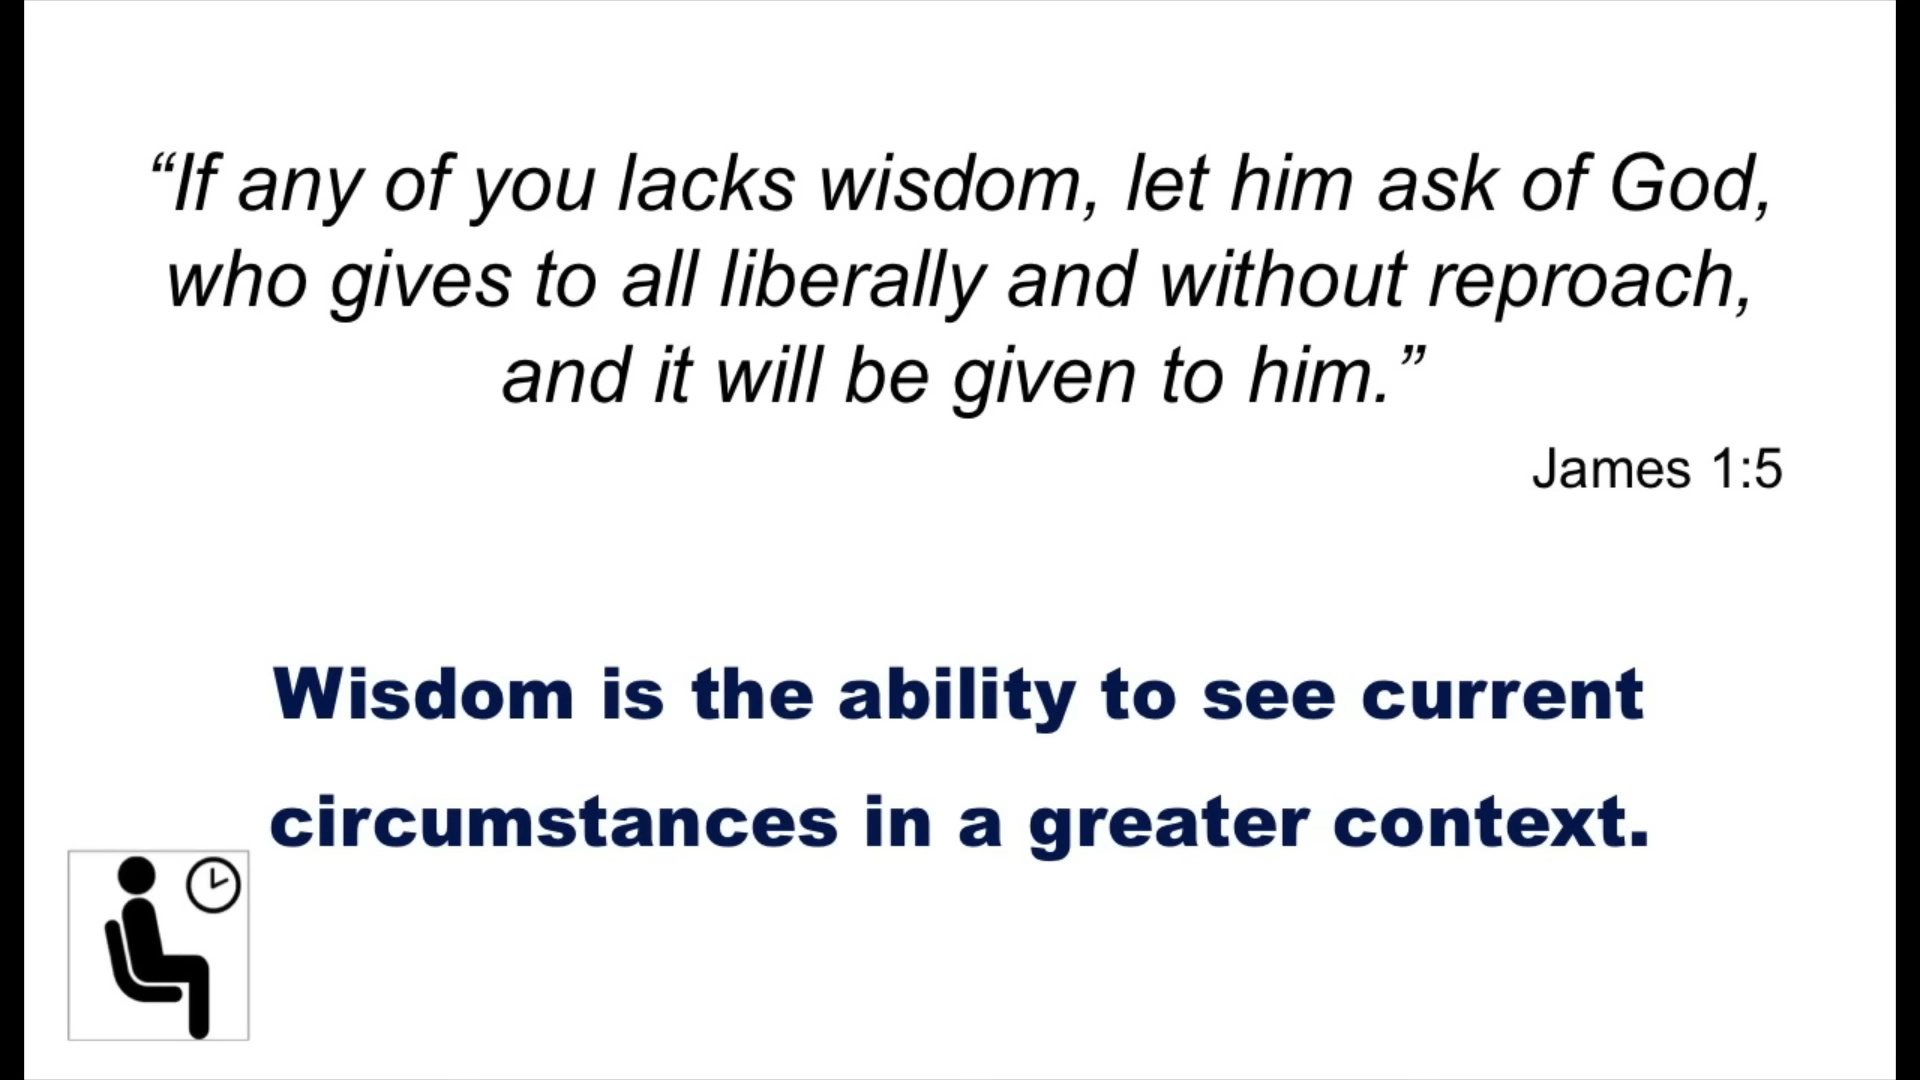 “If any of you lacks wisdom, let him ask of God,
who gives to all liberally and without reproach,
and it will be given to him.”
James 1:5
Wisdom is the ability to see current
circumstances in a greater context.